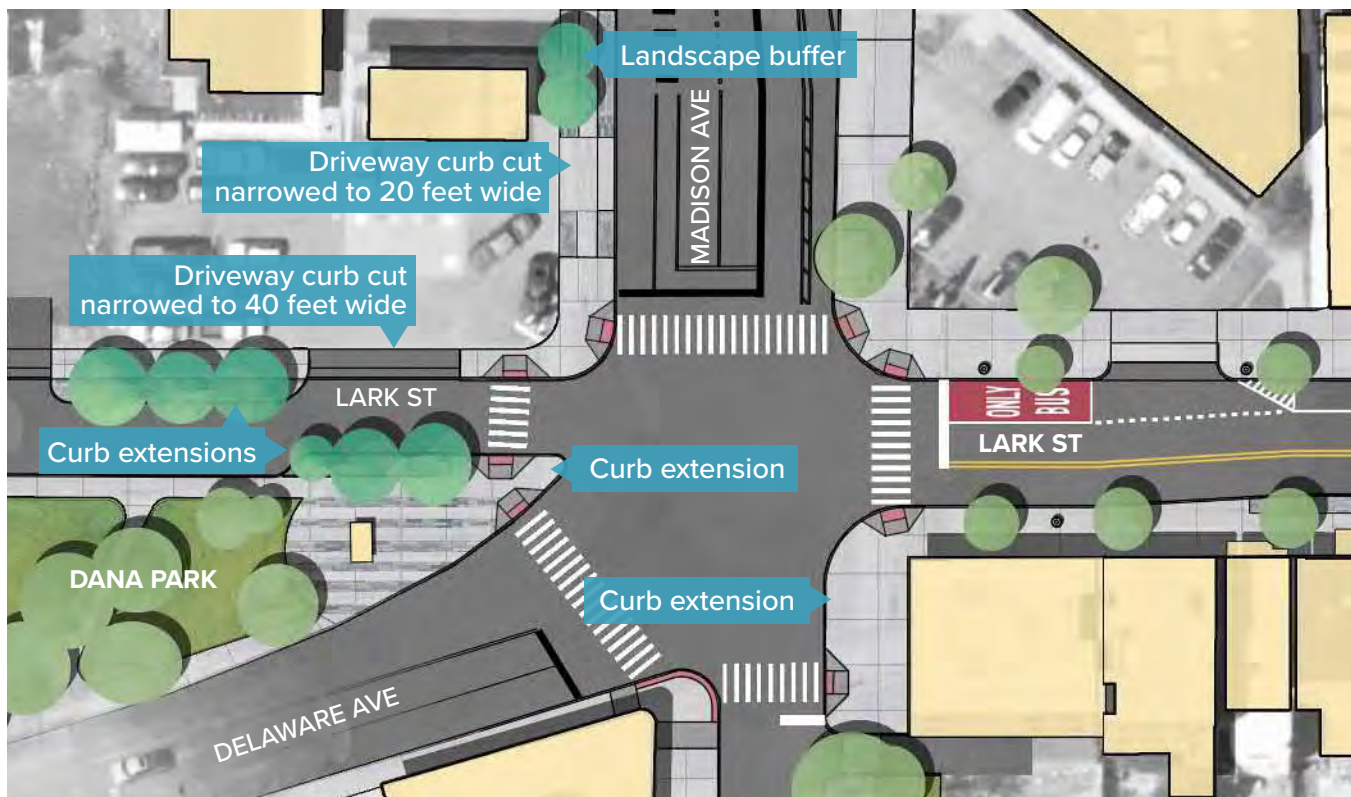 Landscape buffer
MADISON AVE
Driveway curb cut
narrowed to 20 feet wide
Driveway curb cut
narrowed to 40 feet wide
LARK ST
ONLY
BUS
LARK ST
Curb extensions
Curb extension
DANA PARK
Curb extension
DELAWARE AVE